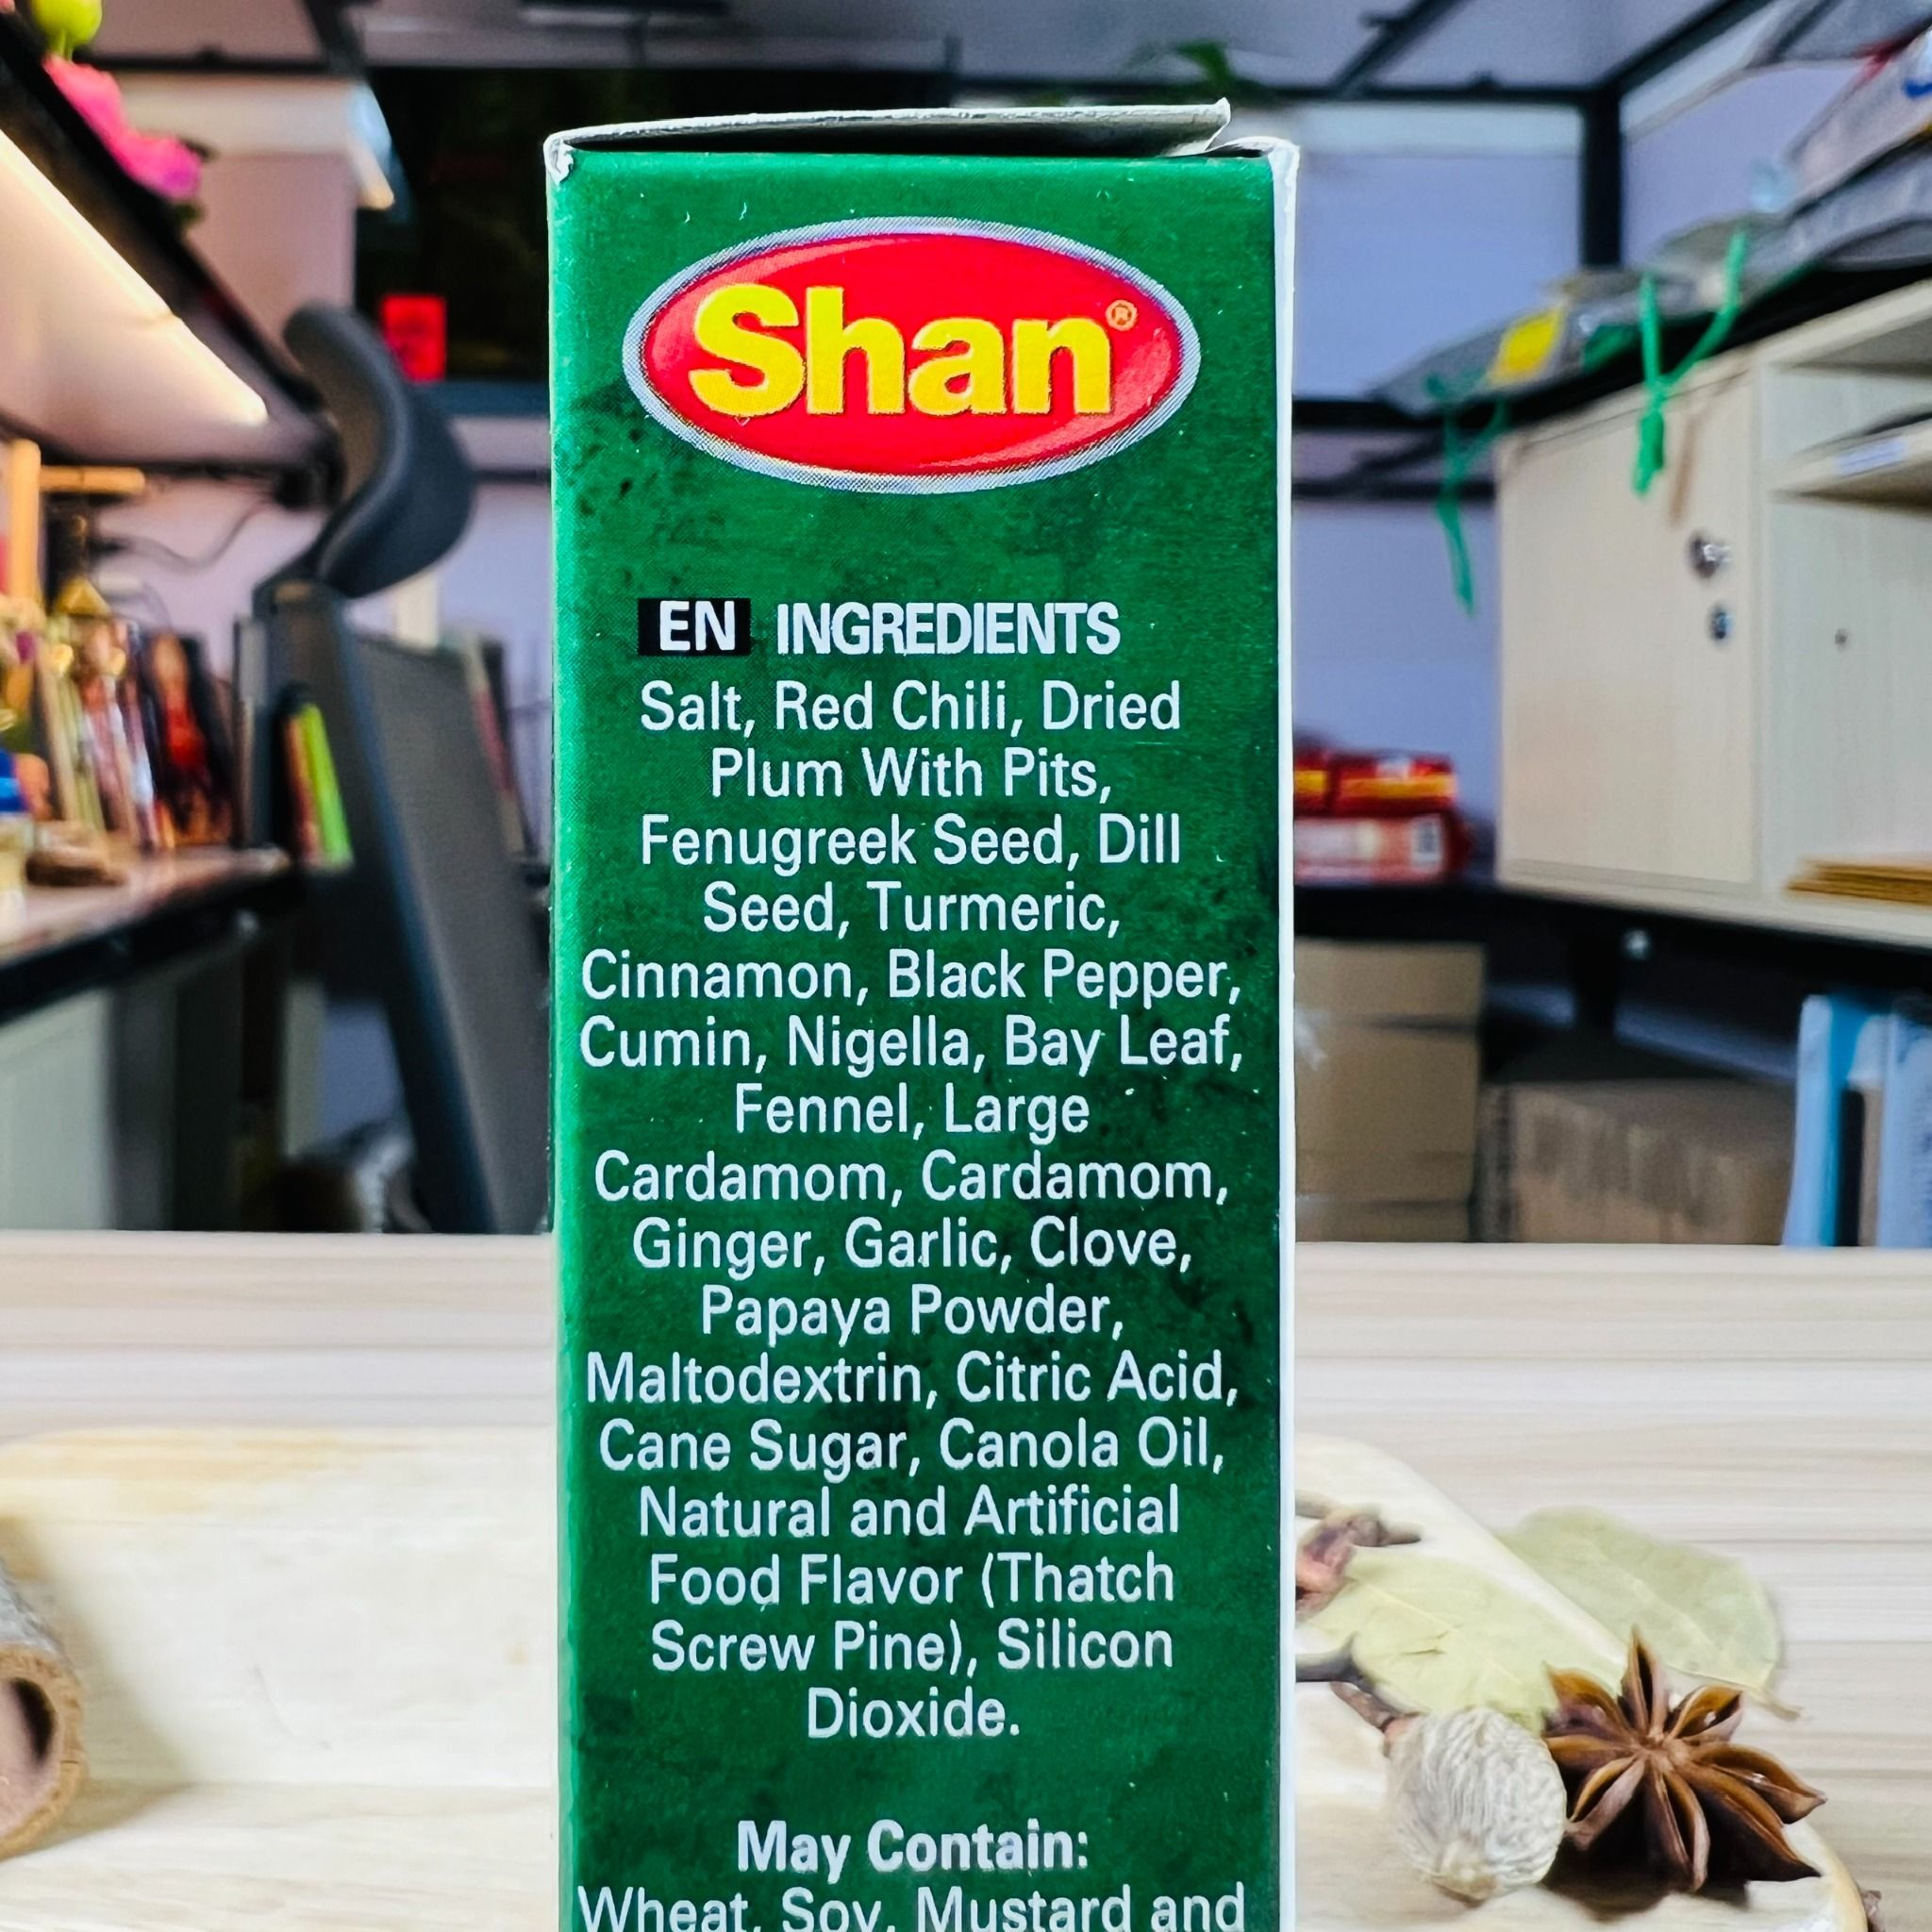 Shan®
EN INGREDIENTS
Salt, Red Chili, Dried
Plum With Pits,
Fenugreek Seed, Dill
Seed, Turmeric,
Cinnamon, Black Pepper,
Cumin, Nigella, Bay Leaf,
Fennel, Large
Cardamom, Cardamom,
Ginger, Garlic, Clove,
Papaya Powder,
Maltodextrin, Citric Acid,
Cane Sugar, Canola Oil,
Natural and Artificial
Food Flavor (Thatch
Screw Pine), Silicon
Dioxide.
May Contain:
Wheat, Soy, Mustard and